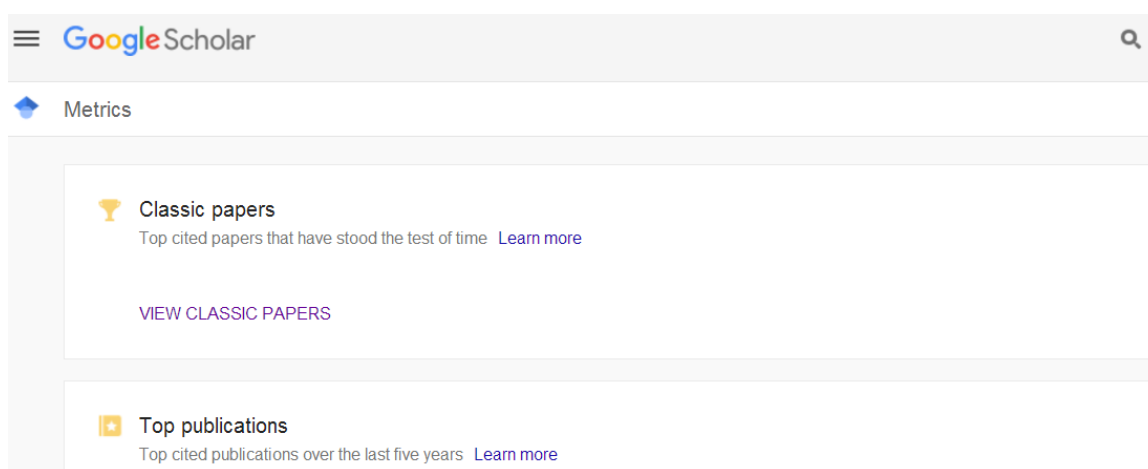 Google Scholar
Metrics
Classic papers
Top cited papers that have stood the test of time Learn more
VIEW CLASSIC PAPERS
Top publications
Top cited publications over the last five years Learn more